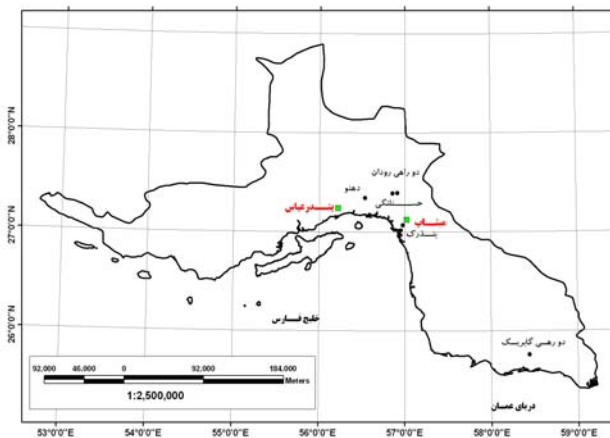 28°0'0"N
27°0'0"N
26°0'0"N
دو راهی رودان
دهنو
بندرعباس
میناب
بندرک
خلیج فارس
دو رهی گابریک
دریای عمان
92,000 46,000 0 92,000 184,000
Meters
1:2,500,000
53°0'0"E 54°0'0"E 55°0'0"E 56°0'0"E 57°0'0"E 58°0'0"E 59°0'0"E